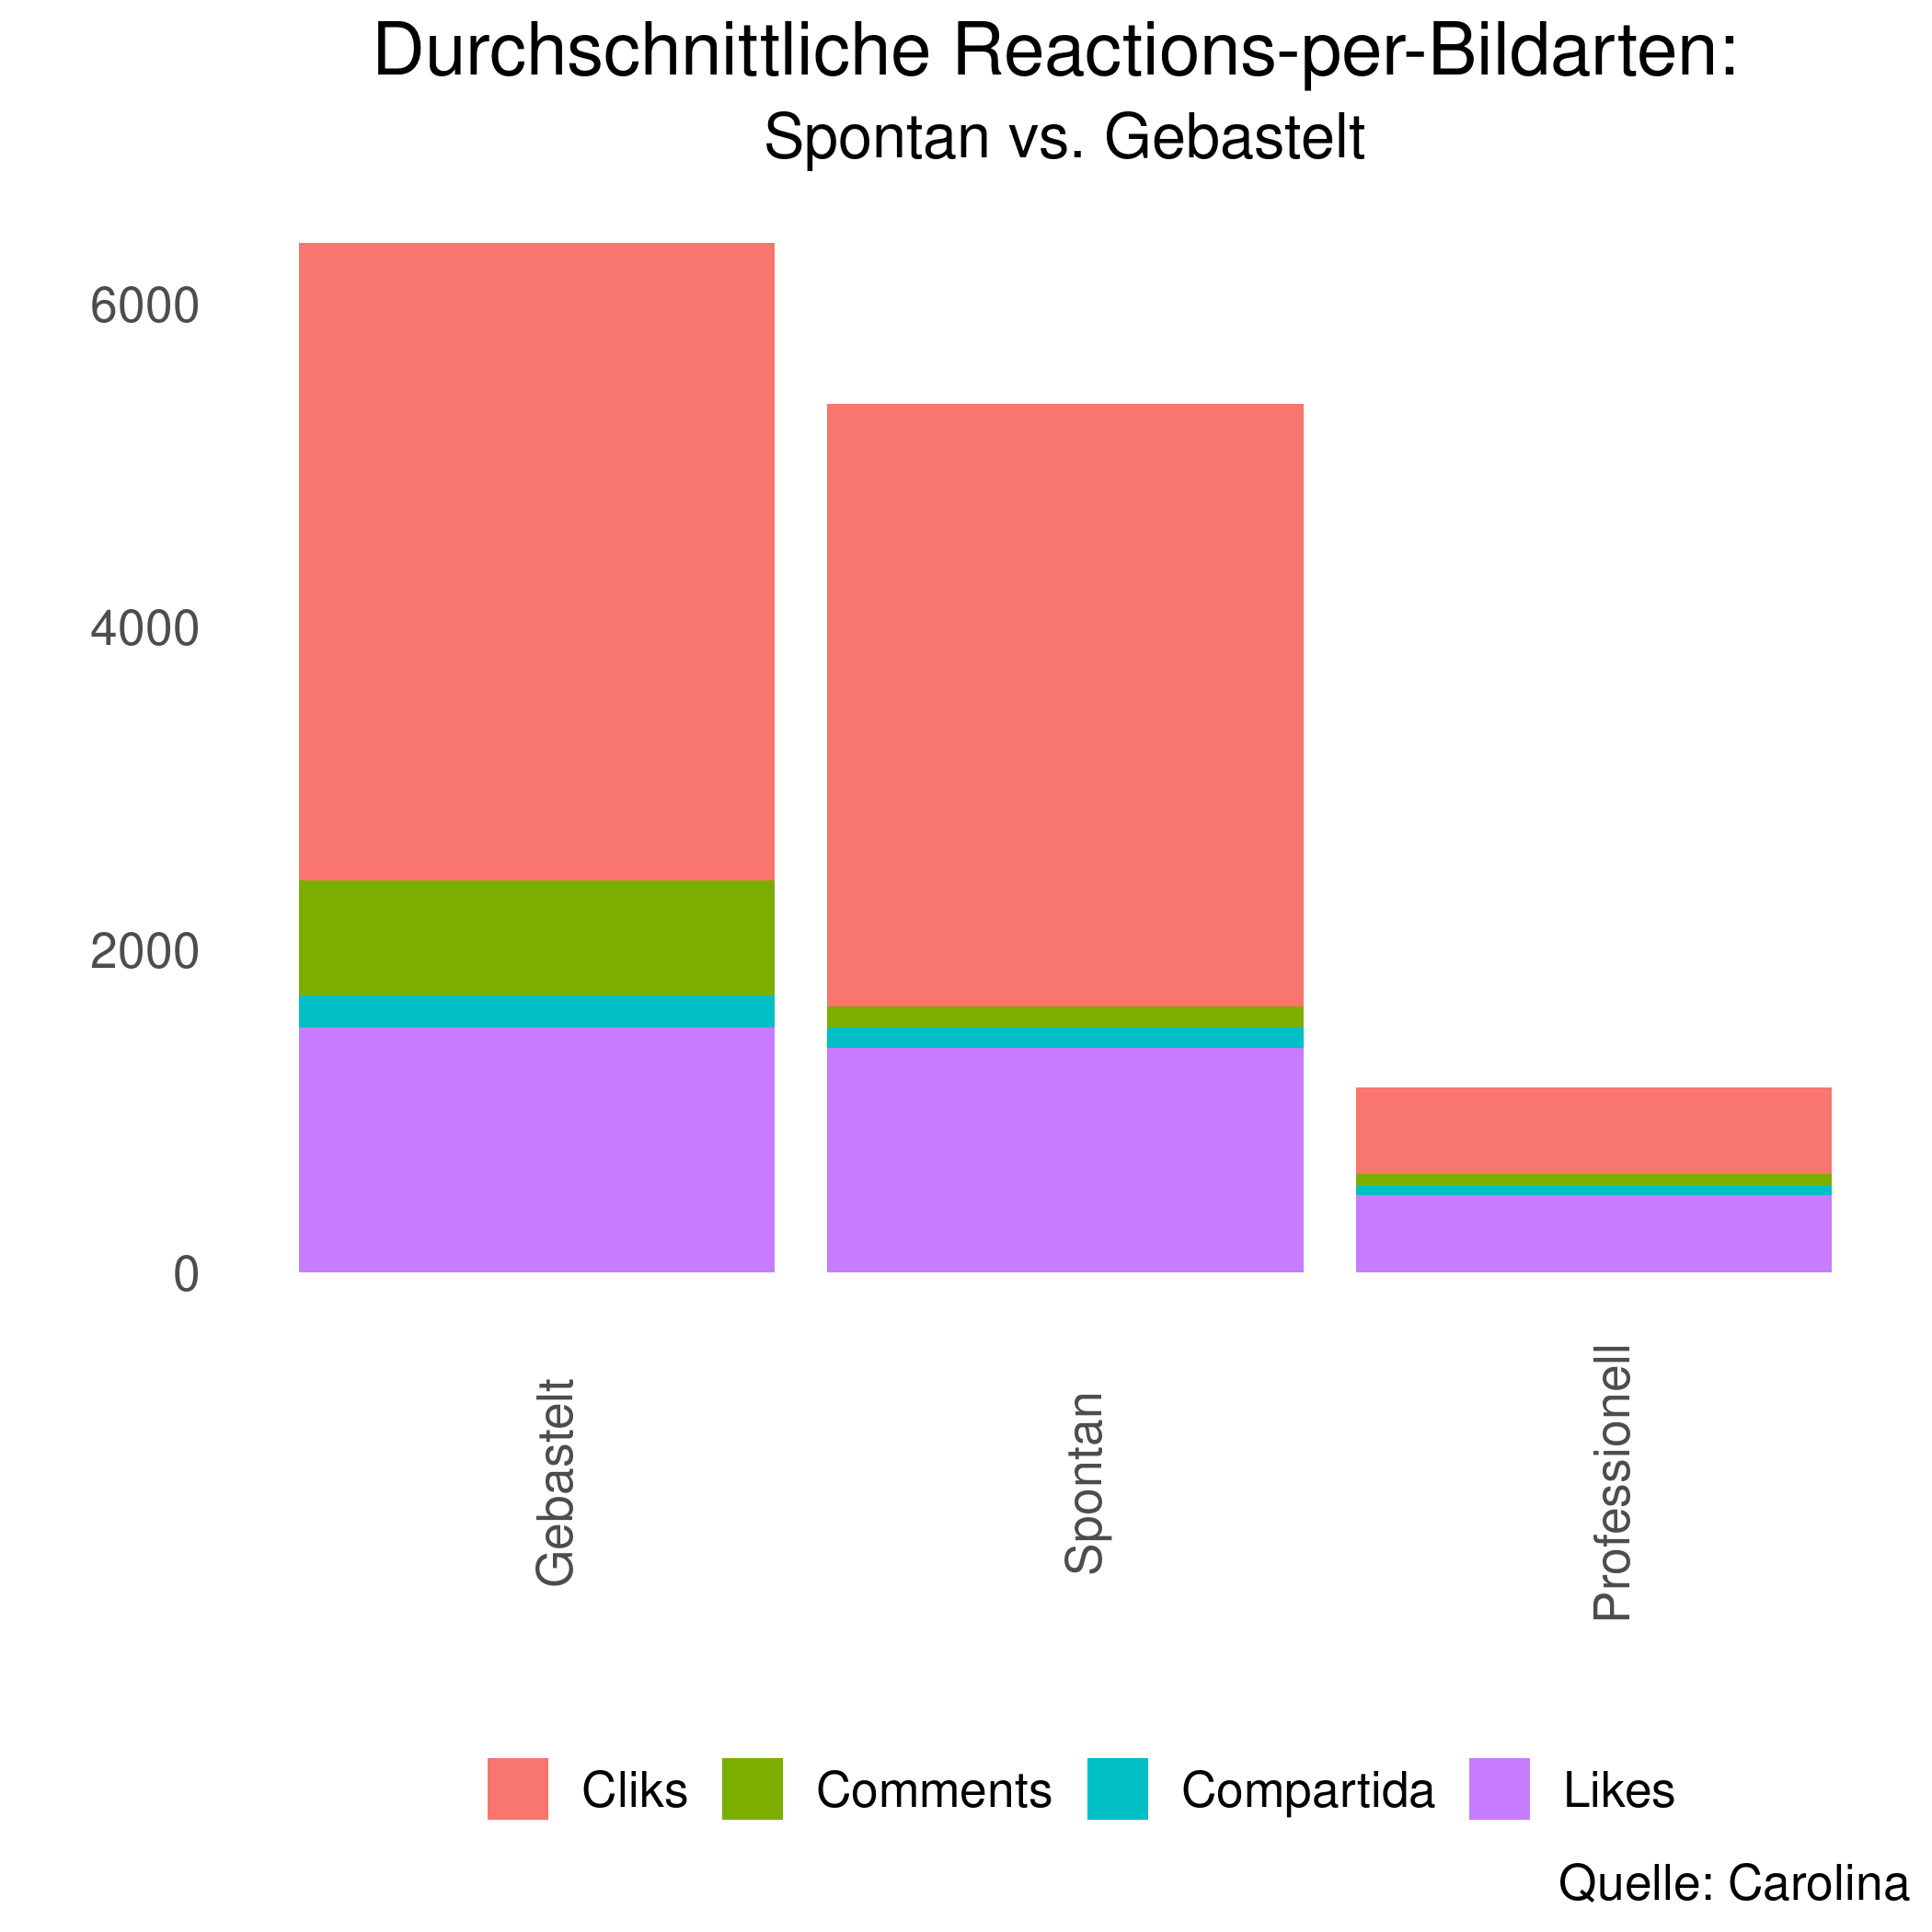 Durchschnittliche Reactions-per-Bildarten:
Spontan vs. Gebastelt
6000
4000
2000
0
Gebastelt
Spontan
Professionell
Cliks
Comments
Compartida
Likes
Quelle: Carolina